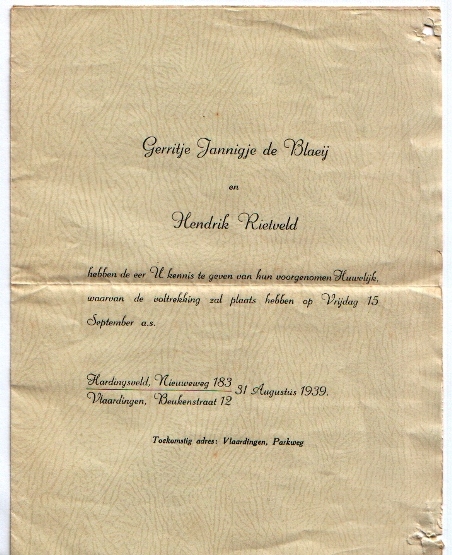 Gerritje Jannigje de Blaeij
en
Hendrik Rietveld
hebben de eer U kennis te geven van hun voorgenomen Huwelijk,
waarvan de voltrekking zal plaats hebben op Vrijdag 15
September a.s.
Hardinxveld, Nieuweweg 183
Vlaardingen, Beukenstraat 12
31 Augustus 1939.
Toekomstig adres: Vlaardingen, Parkweg